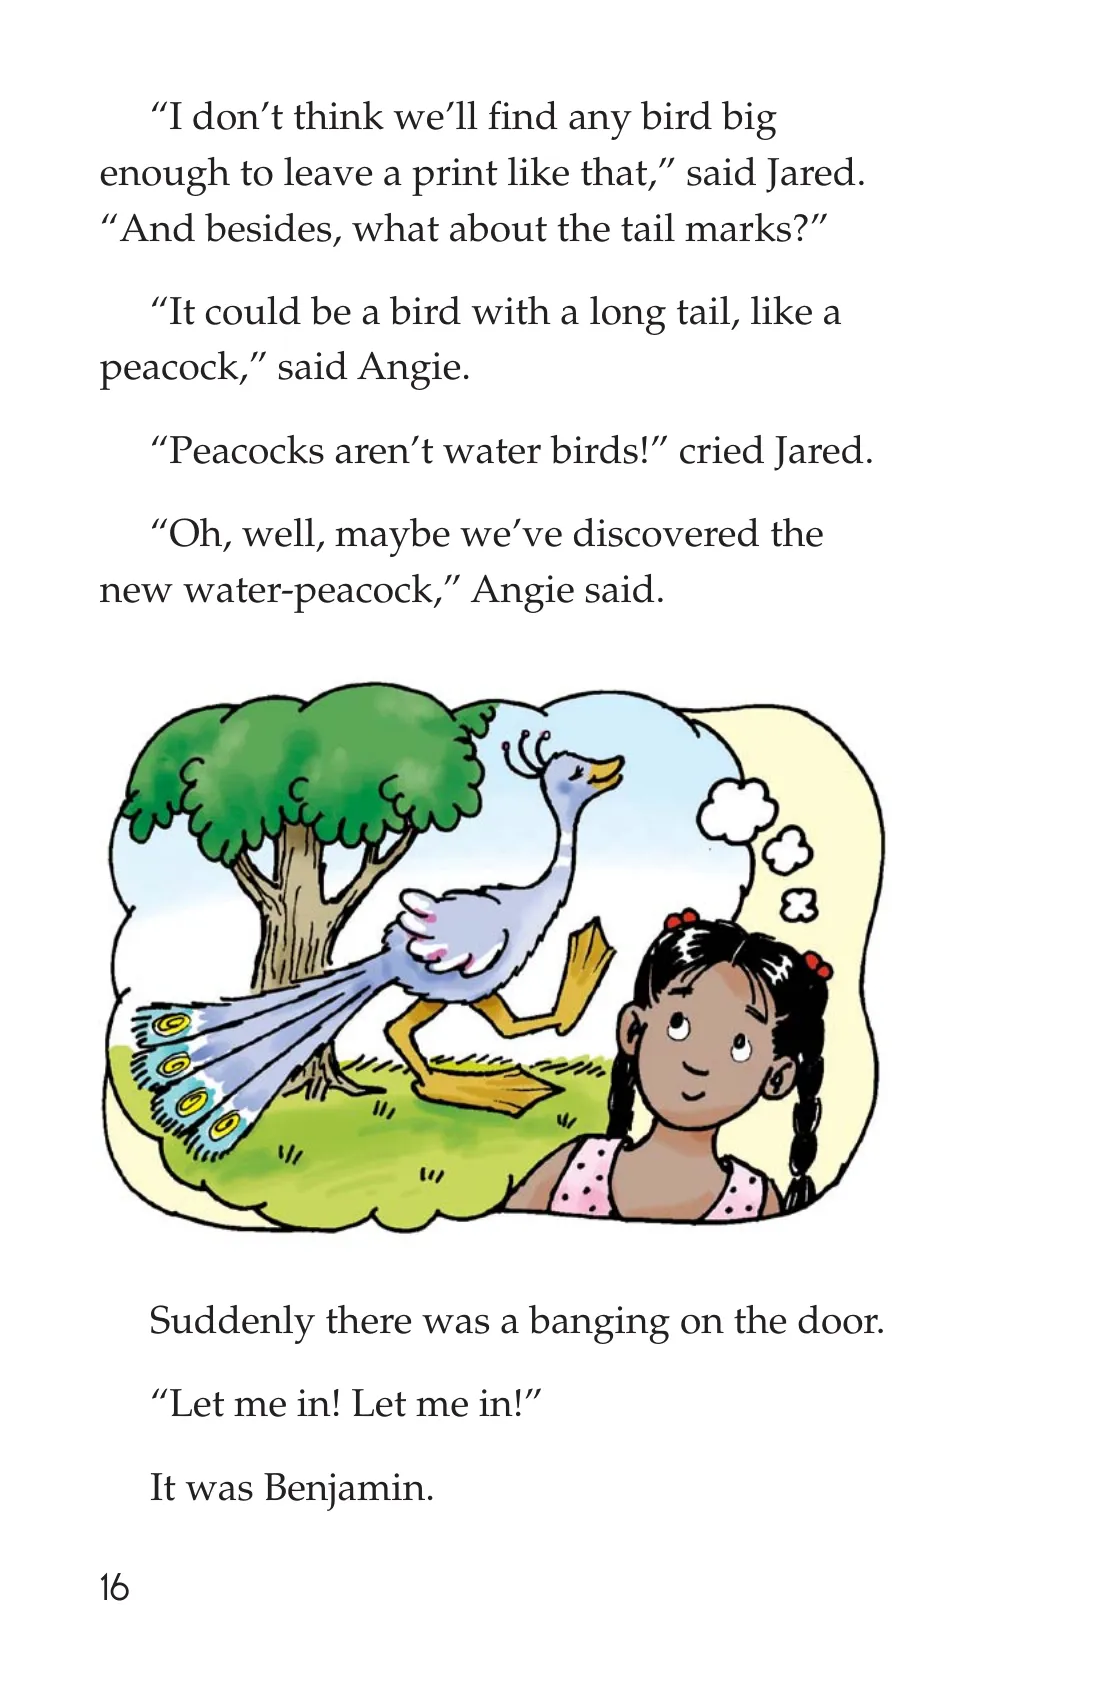 “I don’t think we’ll find any bird big
enough to leave a print like that,” said Jared.
“And besides, what about the tail marks?”
“It could be a bird with a long tail, like a
peacock,” said Angie.
“Peacocks aren’t water birds!” cried Jared.
“Oh, well, maybe we’ve discovered the
new water-peacock,” Angie said.
Suddenly there was a banging on the door.
“Let me in! Let me in!”
It was Benjamin.
16